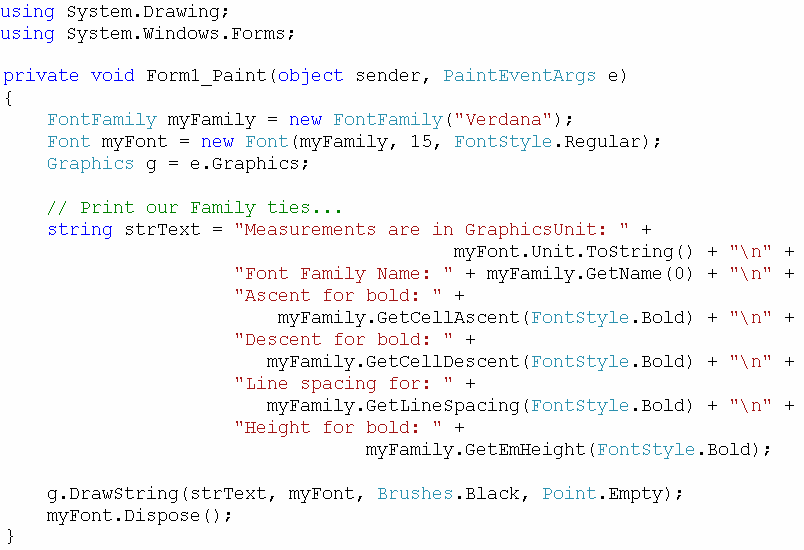 using System.Drawing;
using System.Windows.Forms;
private void Form1_Paint(object sender, PaintEventArgs e)
{
FontFamily myFamily = new FontFamily("Verdana");
Font myFont = new Font(myFamily, 15, FontStyle.Regular);
Graphics g = e.Graphics;
// Print our Family ties...
string strText = "Measurements are in GraphicsUnit: " +
myFont.Unit.ToString() + "\n" +
"Font Family Name: " + myFamily.GetName(0) + "\n" +
"Ascent for bold: " +
myFamily.GetCellAscent(FontStyle.Bold) + "\n" +
"Descent for bold: " +
myFamily.GetCellDescent(FontStyle.Bold) + "\n" +
"Line spacing for: " +
myFamily.GetLineSpacing(FontStyle.Bold) + "\n" +
"Height for bold: " +
myFamily.GetEmHeight(FontStyle.Bold);
g.DrawString(strText, myFont, Brushes.Black, Point.Empty);
myFont.Dispose();
}